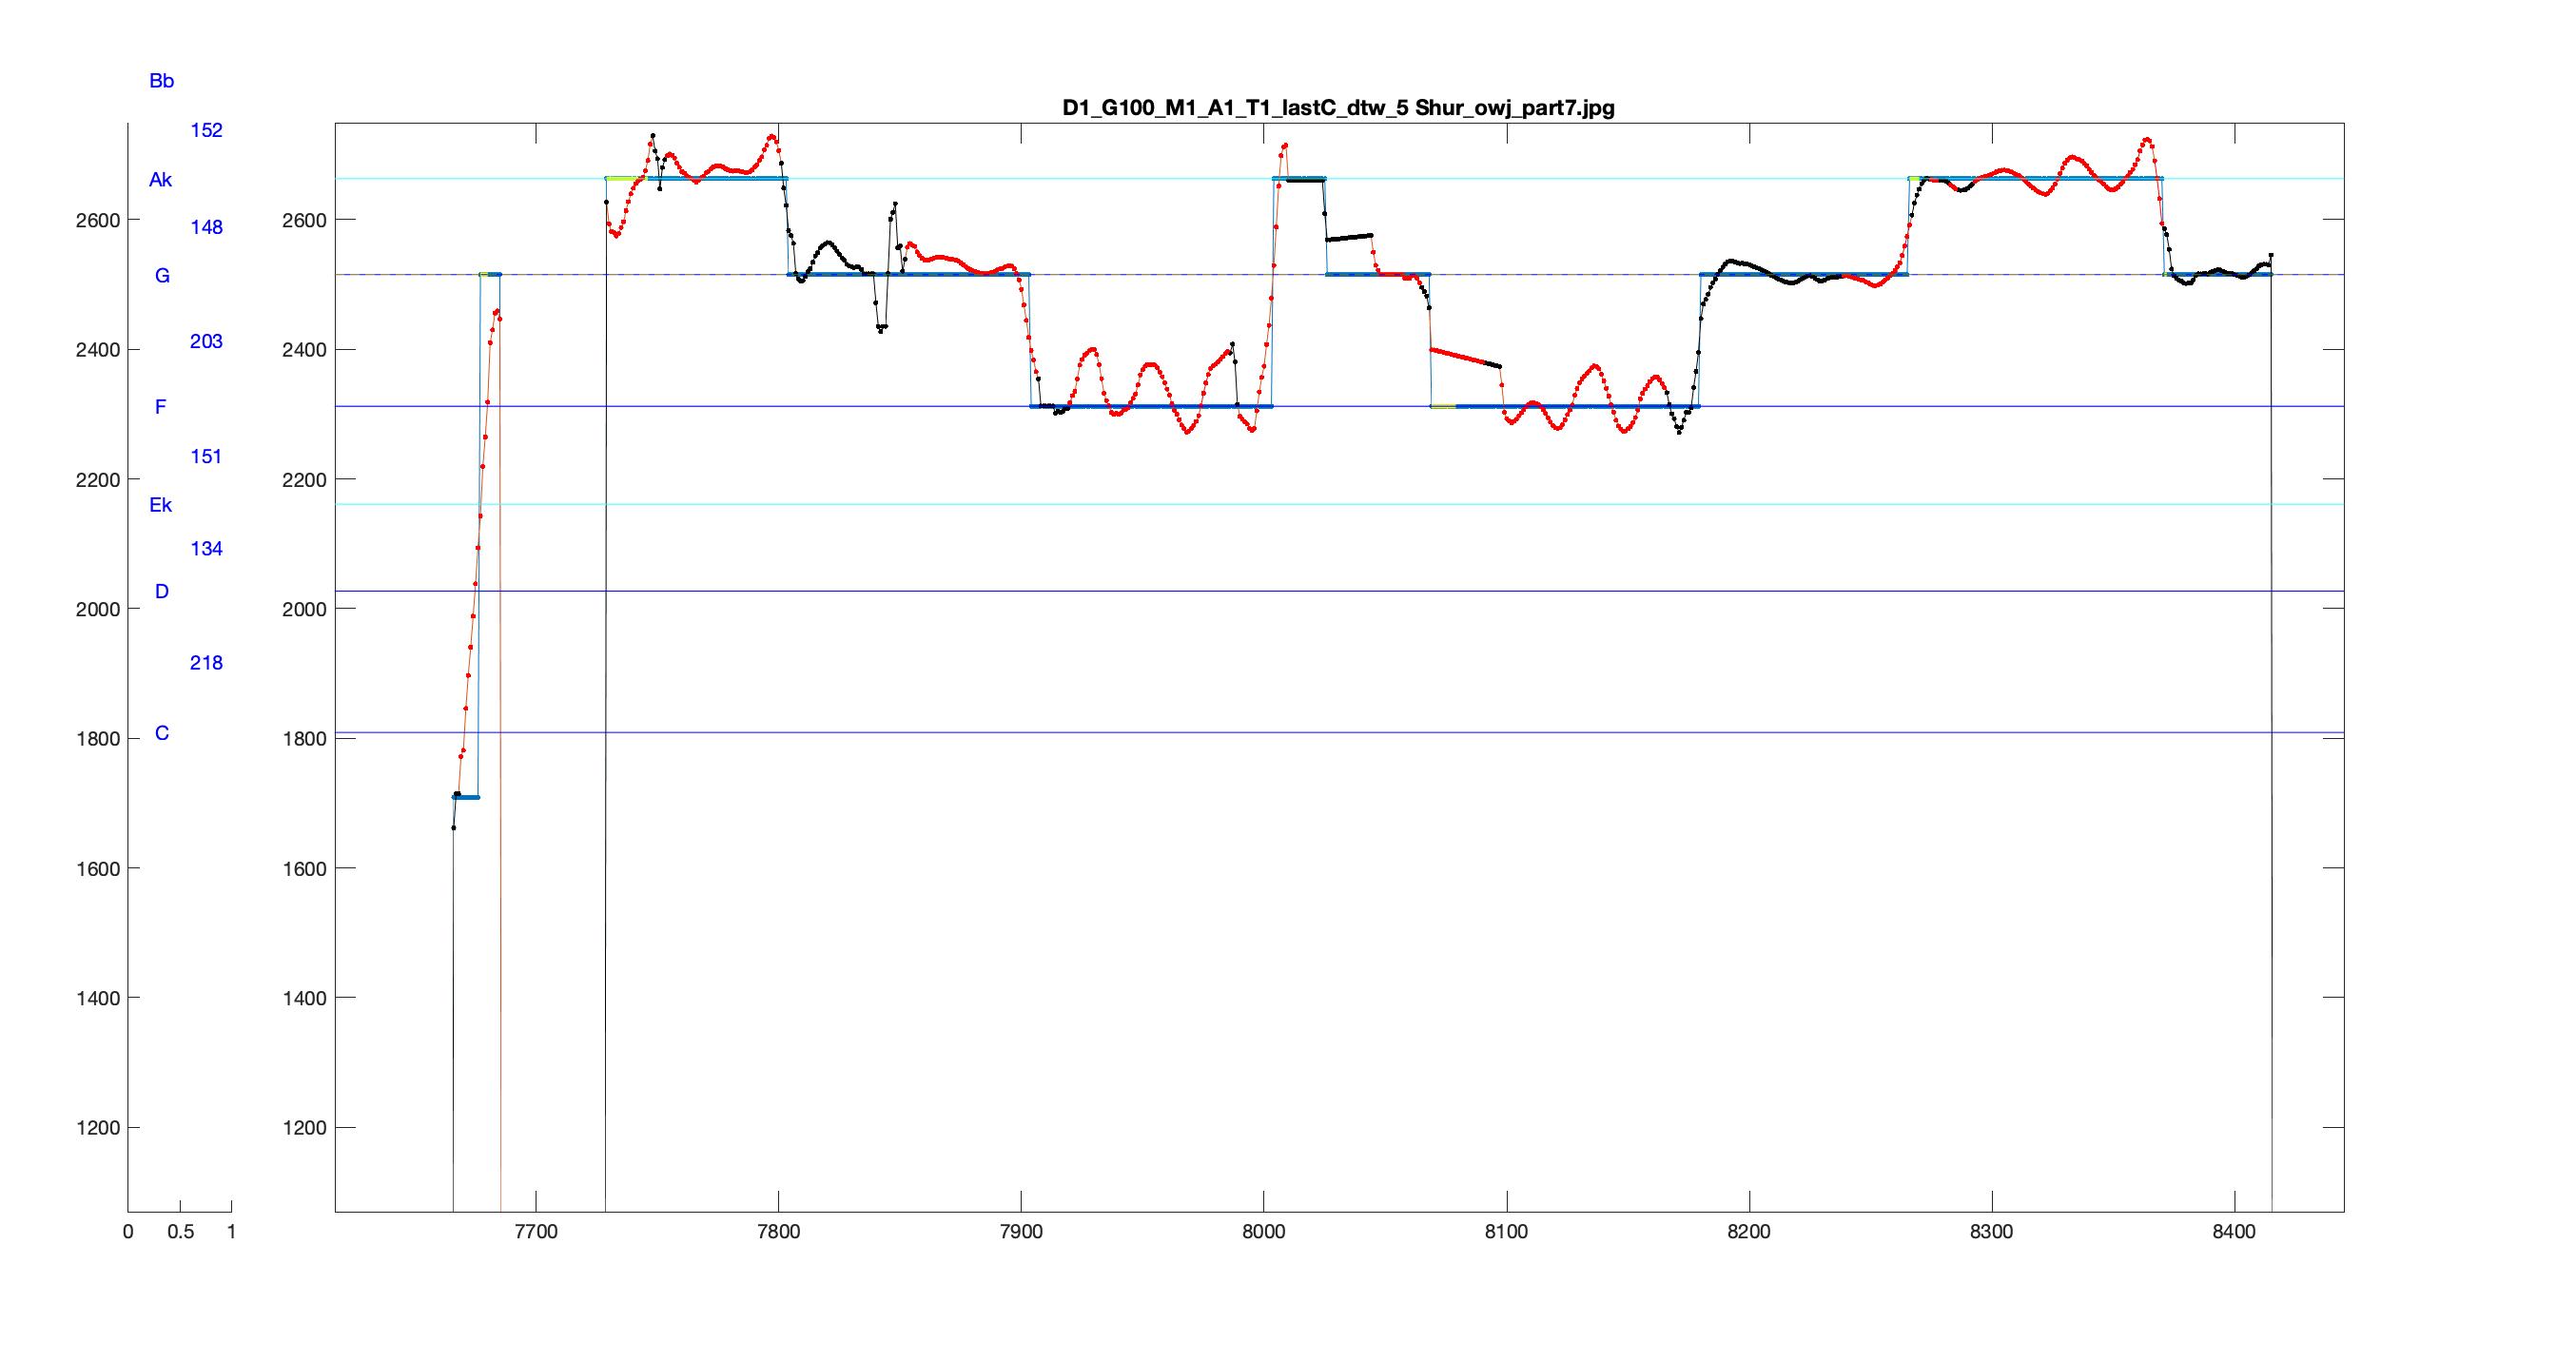 Bb
D1_G100_M1_A1_T1_lastC_dtw_5 Shur_owj_part7.jpg
152
Ak
2600 148 2600
G
203
2400 2400
F
151
2200 2200
Ek
134
D
2000 2000
218
C
1800 1800
1600 1600
1400 1400
1200 1200
0 0.5 1 7700 7800 7900 8000 8100 8200 8300 8400